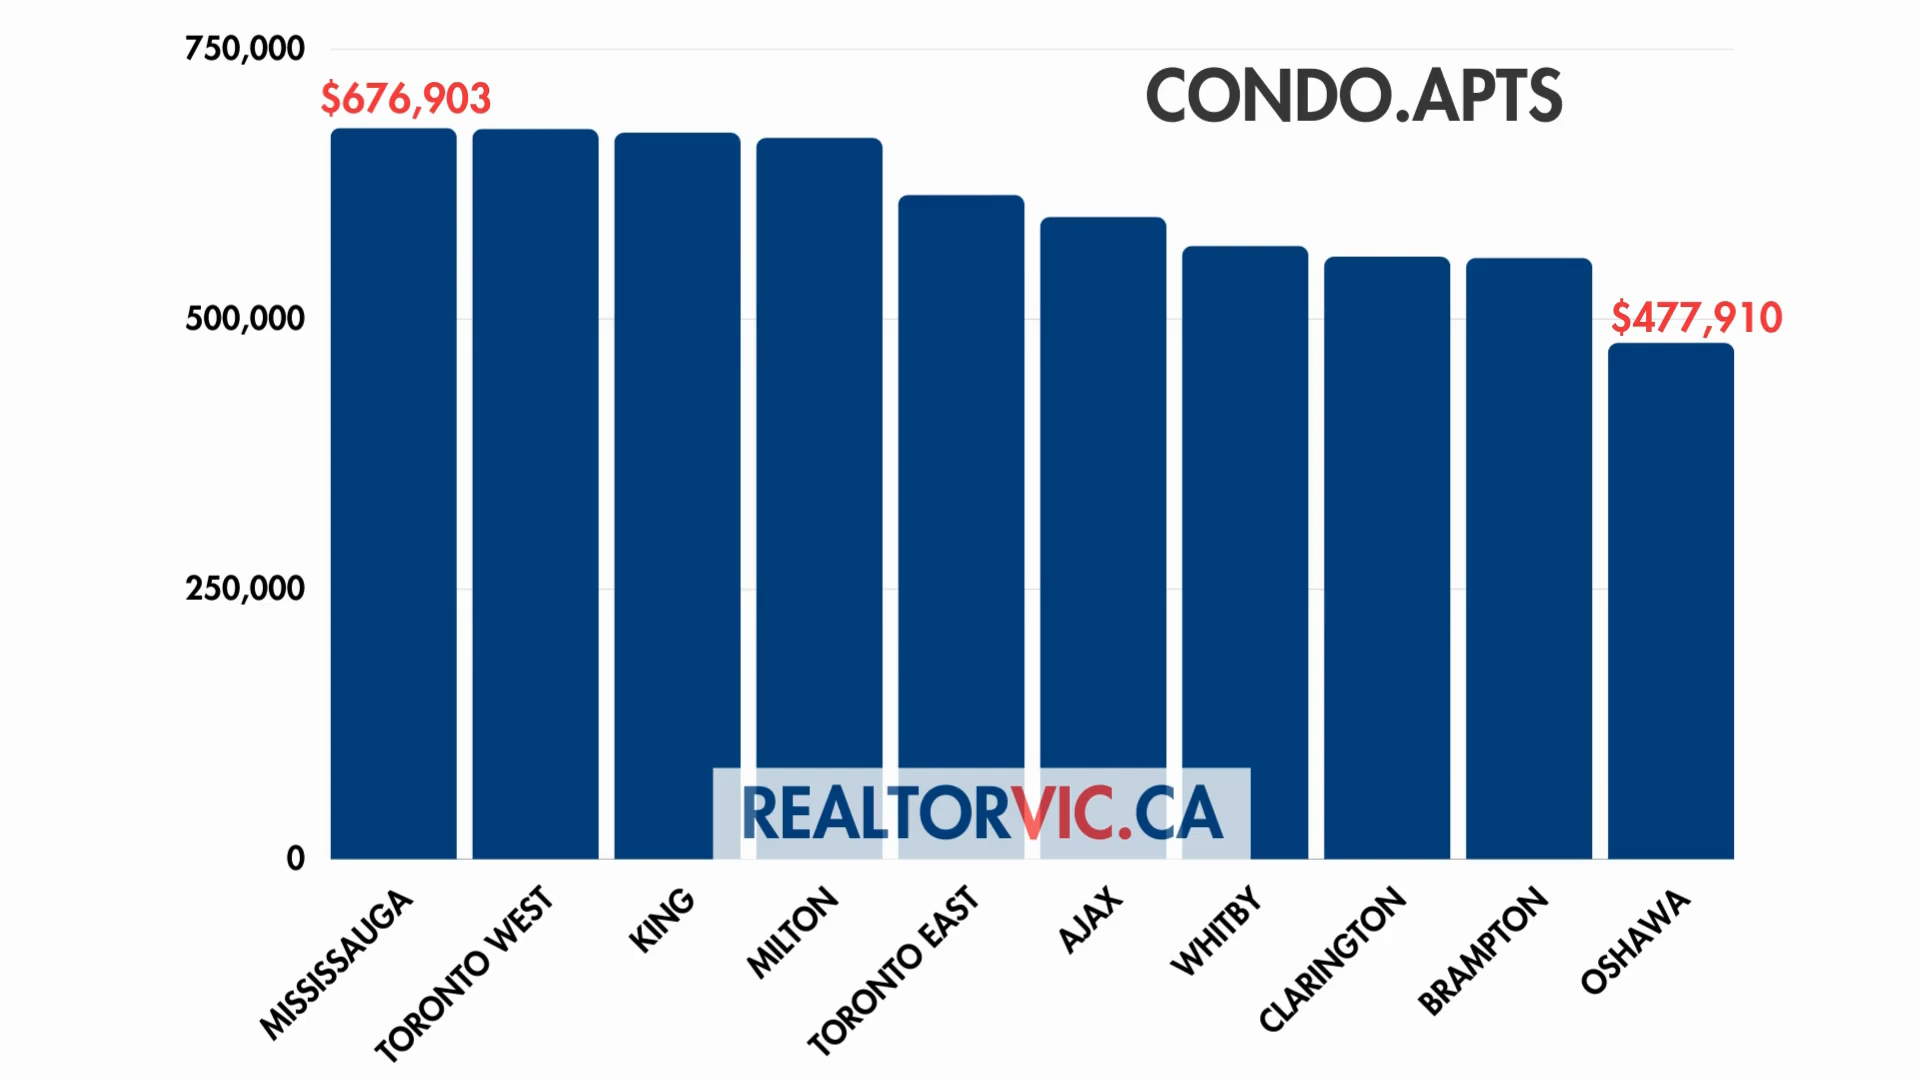 750,000
$676,903
CONDO.APTS
500,000
$477,910
250,000
REALTORVIC.CA
0
MISSISSAUGA
TORONTO WEST
KING
MILTON
TORONTO EAST
AJAX
WHITBY
CLARINGTON
BRAMPTON
OSHAWA